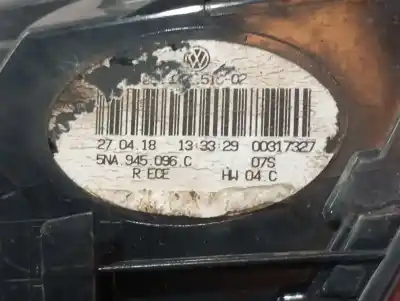 27.04.18 13:33:29 00317327
5NA.945.096.C 07S
R ECE HW 04 C